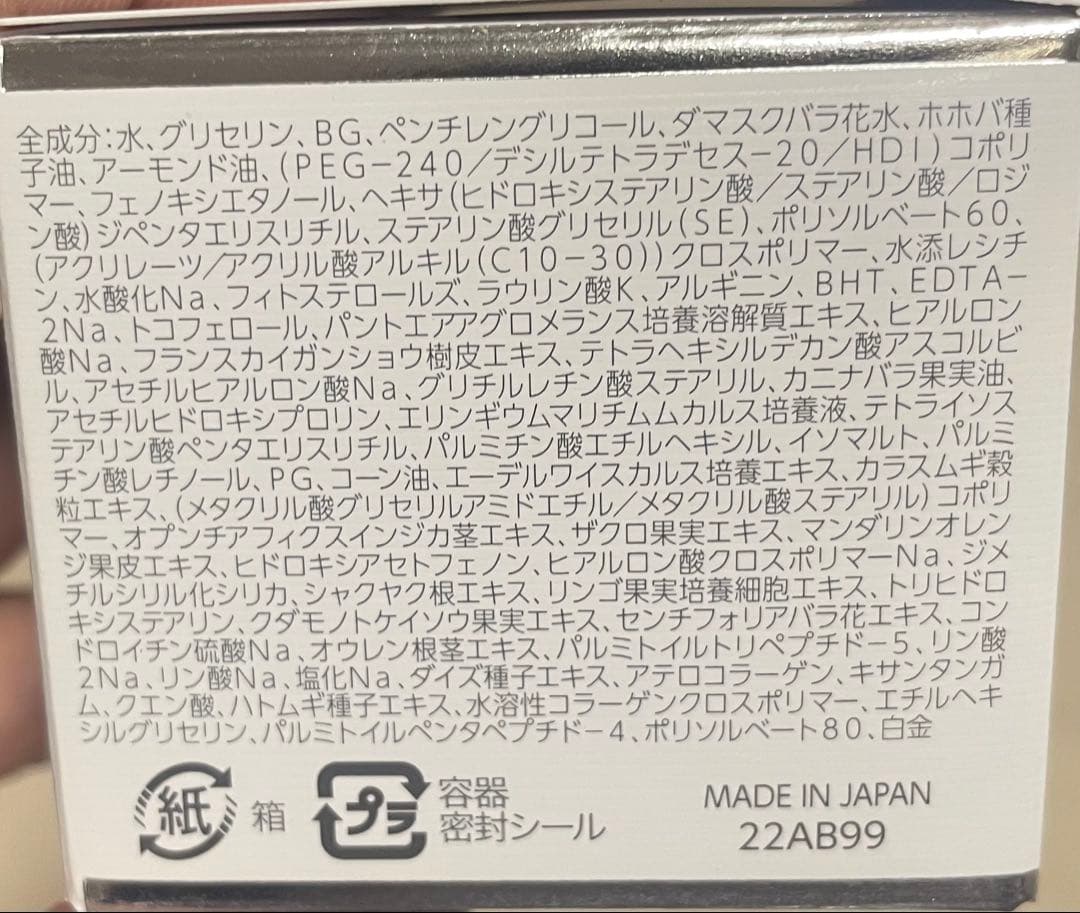 全成分:水、グリセリン、BG、ペンチレングリコール、ダマスクバラ花水、ホホバ種
子油、アーモンド油、(PEG-240/デシルテトラデセス-20/HDI)コポリ
マー、フェノキシエタノール、ヘキサ(ヒドロキシステアリン酸/ステアリン酸/ロジ
ン酸)ジペンタエリスリチル、ステアリン酸グリセリル(SE)、ポリソルベート60、
(アクリレーツ/アクリル酸アルキル(C10-30))クロスポリマー、水添レシチ
ン、水酸化Na、フィトステロールズ、ラウリン酸K、アルギニン、BHT、EDTA-
2Na、トコフェロール、パントエアアグロメランス培養溶解質エキス、ヒアルロン
酸Na、フランスカイガンショウ樹皮エキス、テトラヘキシルデカン酸アスコルビ
ル、アセチルヒアルロン酸Na、グリチルレチン酸ステアリル、カニナバラ果実油、
アセチルヒドロキシプロリン、エリンギウムマリチムムカルス培養液、テトライソス
テアリン酸ペンタエリスリチル、パルミチン酸エチルヘキシル、イソマルト、パルミ
チン酸レチノール、PG、コーン油、エーデルワイスカルス培養エキス、カラスムギ穀
粒エキス、(メタクリル酸グリセリルアミドエチル/メタクリル酸ステアリル)コポリ
マー、オプンチアフィクスインジカ茎エキス、ザクロ果実エキス、マンダリンオレン
ジ果皮エキス、ヒドロキシアセトフェノン、ヒアルロン酸クロスポリマーNa、ジメ
チルシリル化シリカ、シャクヤク根エキス、リンゴ果実培養細胞エキス、トリヒドロ
キシステアリン、クダモノトケイソウ果実エキス、センチフォリアバラ花エキス、コン
ドロイチン硫酸Na、オウレン根茎エキス、パルミトイルトリペプチド-5、リン酸
2Na、リン酸Na、塩化Na、ダイズ種子エキス、アテロコラーゲン、キサンタンガ
ム、クエン酸、ハトムギ種子エキス、水溶性コラーゲンクロスポリマー、エチルヘキ
シルグリセリン、パルミトイルペンタペプチド-4、ポリソルベート80、白金
紙 箱
プラ 容器
密封シール
MADE IN JAPAN
22AB99